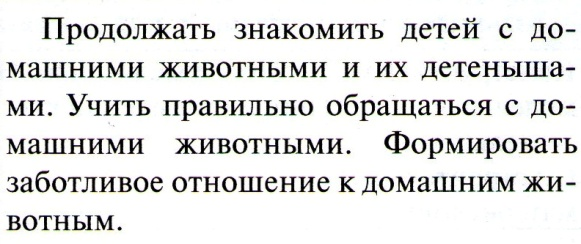 Продолжать знакомить детей с до-
машними животными и их детеныша-
ми. Учить правильно обращаться с до-
машними животными. Формировать
заботливое отношение к домашним жи-
вотным.